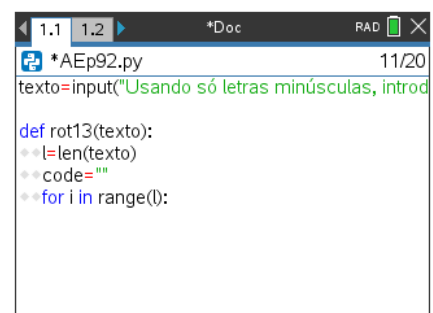 1.1 1.2 *Doc RAD
*AEp92.py 11/20
texto=input("Usando só letras minúsculas, introd
def rot13(texto):
l=len(texto)
code=""
for i in range(l):